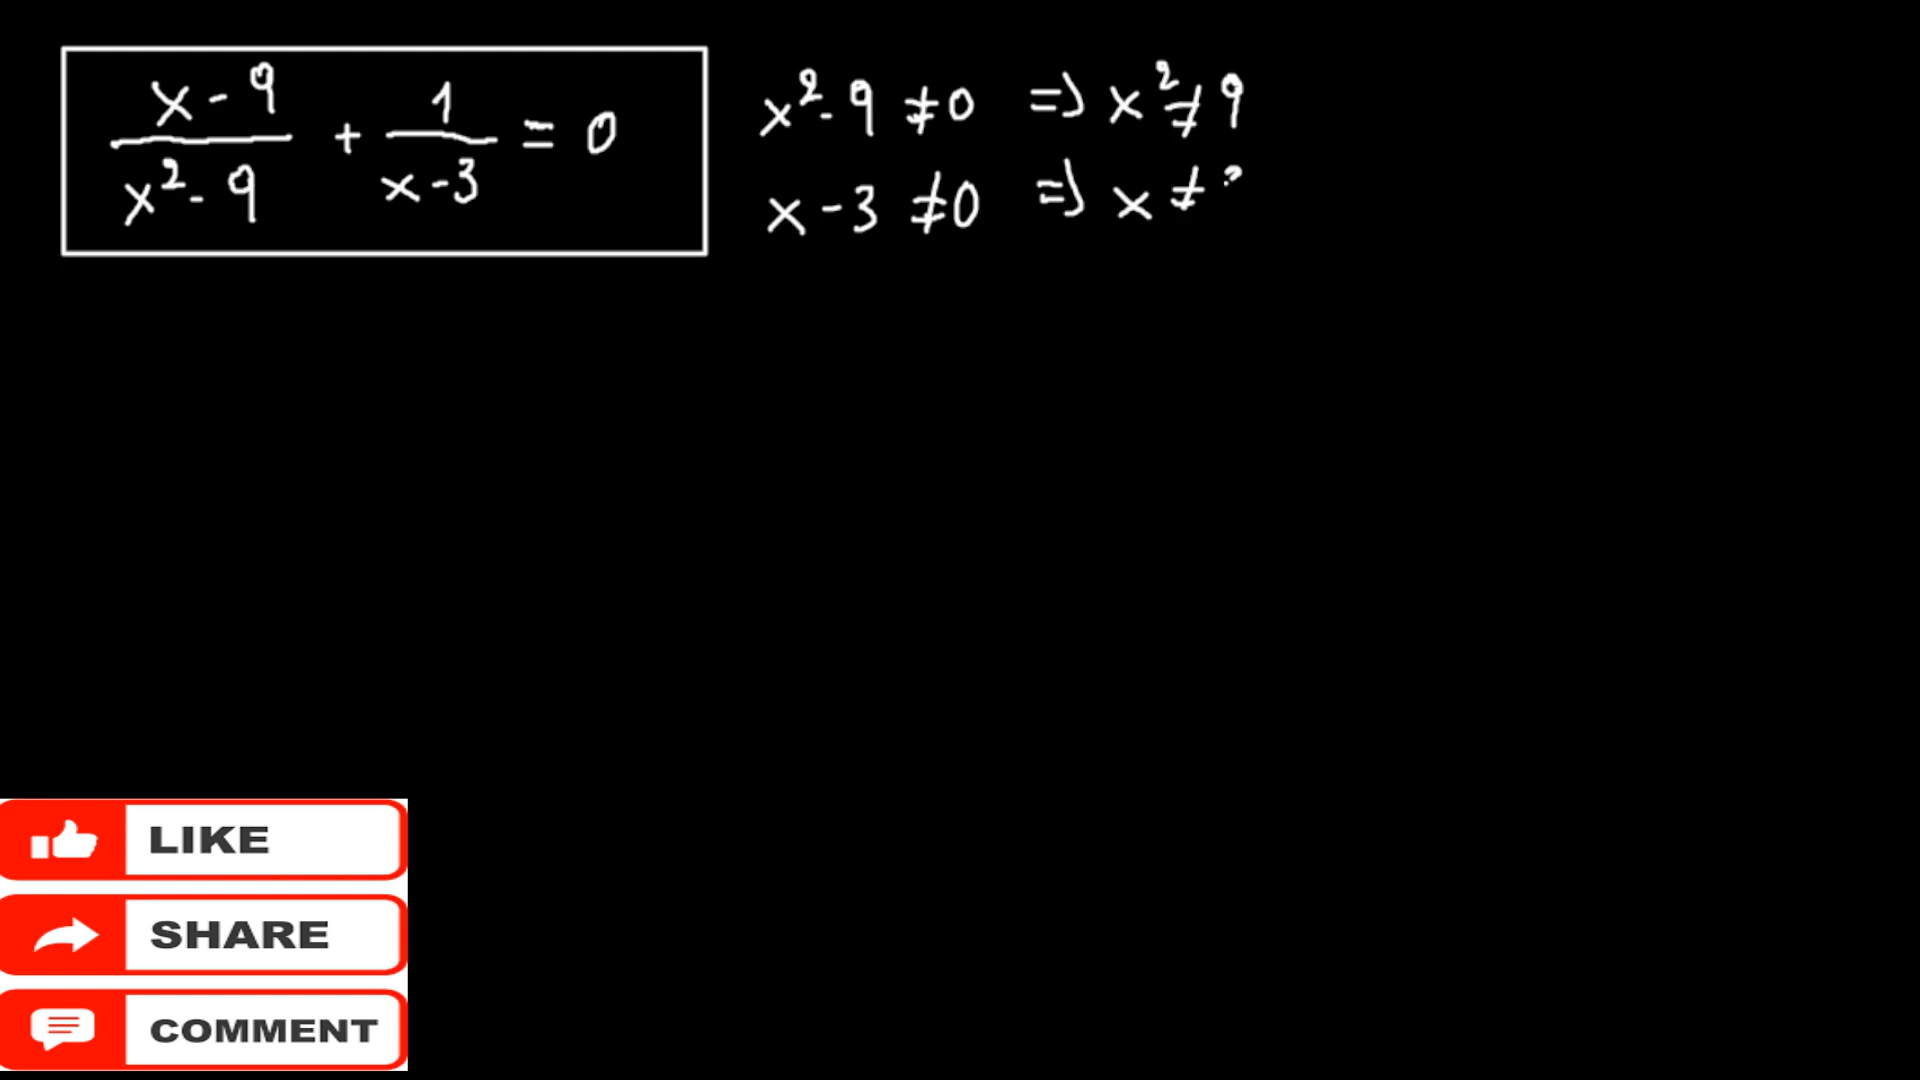 (x - 9)/(x² - 9) + 1/(x - 3) = 0
x² - 9 ≠ 0 => x² ≠ 9
x - 3 ≠ 0 => x ≠
LIKE
SHARE
COMMENT